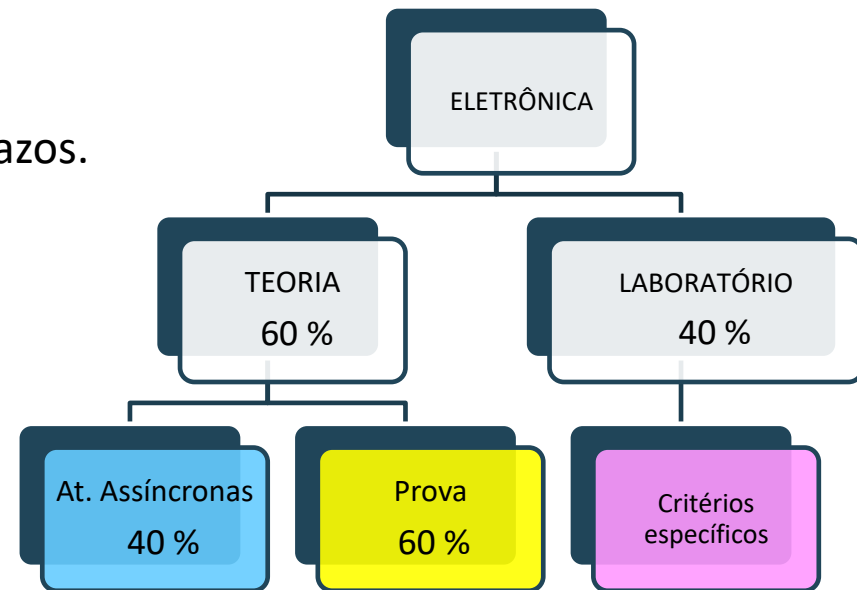 ELETRÔNICA
azos.
TEORIA
60 %
LABORATÓRIO
40 %
At. Assíncronas
40 %
Prova
60 %
Critérios
específicos